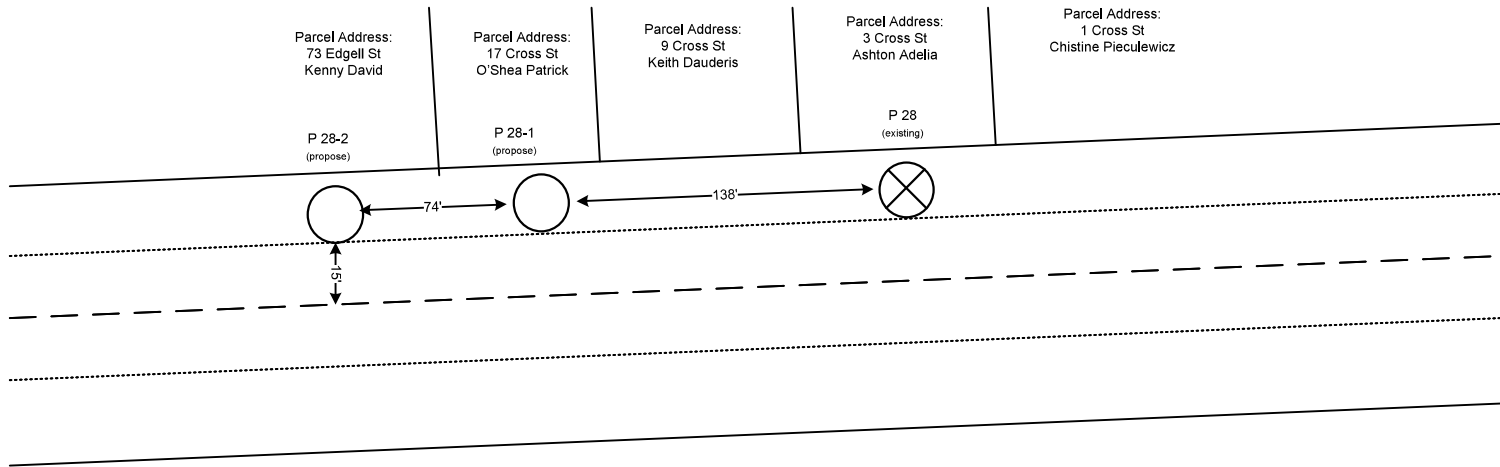 Parcel Address:
73 Edgell St
Kenny David
Parcel Address:
17 Cross St
O'Shea Patrick
Parcel Address:
9 Cross St
Keith Dauderis
Parcel Address:
3 Cross St
Ashton Adelia
Parcel Address:
1 Cross St
Chistine Pieculewicz
P 28-2
(propose)
P 28-1
(propose)
P 28
(existing)
74'
138'
15'